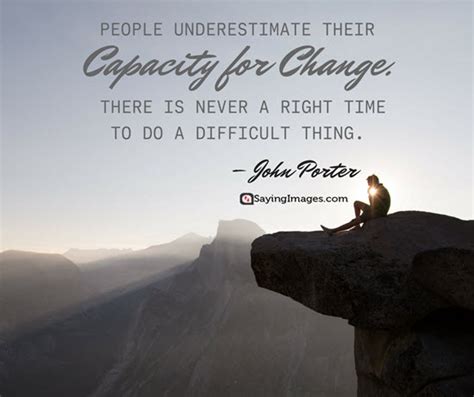 PEOPLE UNDERESTIMATE THEIR
Capacity for Change.
THERE IS NEVER A RIGHT TIME
TO DO A DIFFICULT THING.
– John Porter
SayingImages.com